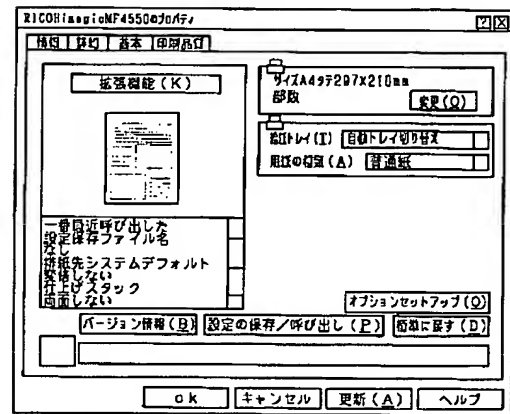 RICOHimagioMF4550のプロパティ
? X
情報 詳細 基本 印刷品質
拡張機能(K)
サイズA4タテ297X210mm
部数
変更(O)
給紙トレイ(I) 自動トレイ切り替え
用紙の種類(A) 普通紙
一番最近呼び出した
設定保存ファイル名
なし
排紙先システムデフォルト
変倍しない
仕上げスタック
両面しない
オプションセットアップ(O)
バージョン情報(B) 設定の保存/呼び出し(P) 標準に戻す(D)
ok キャンセル 更新(A) ヘルプ